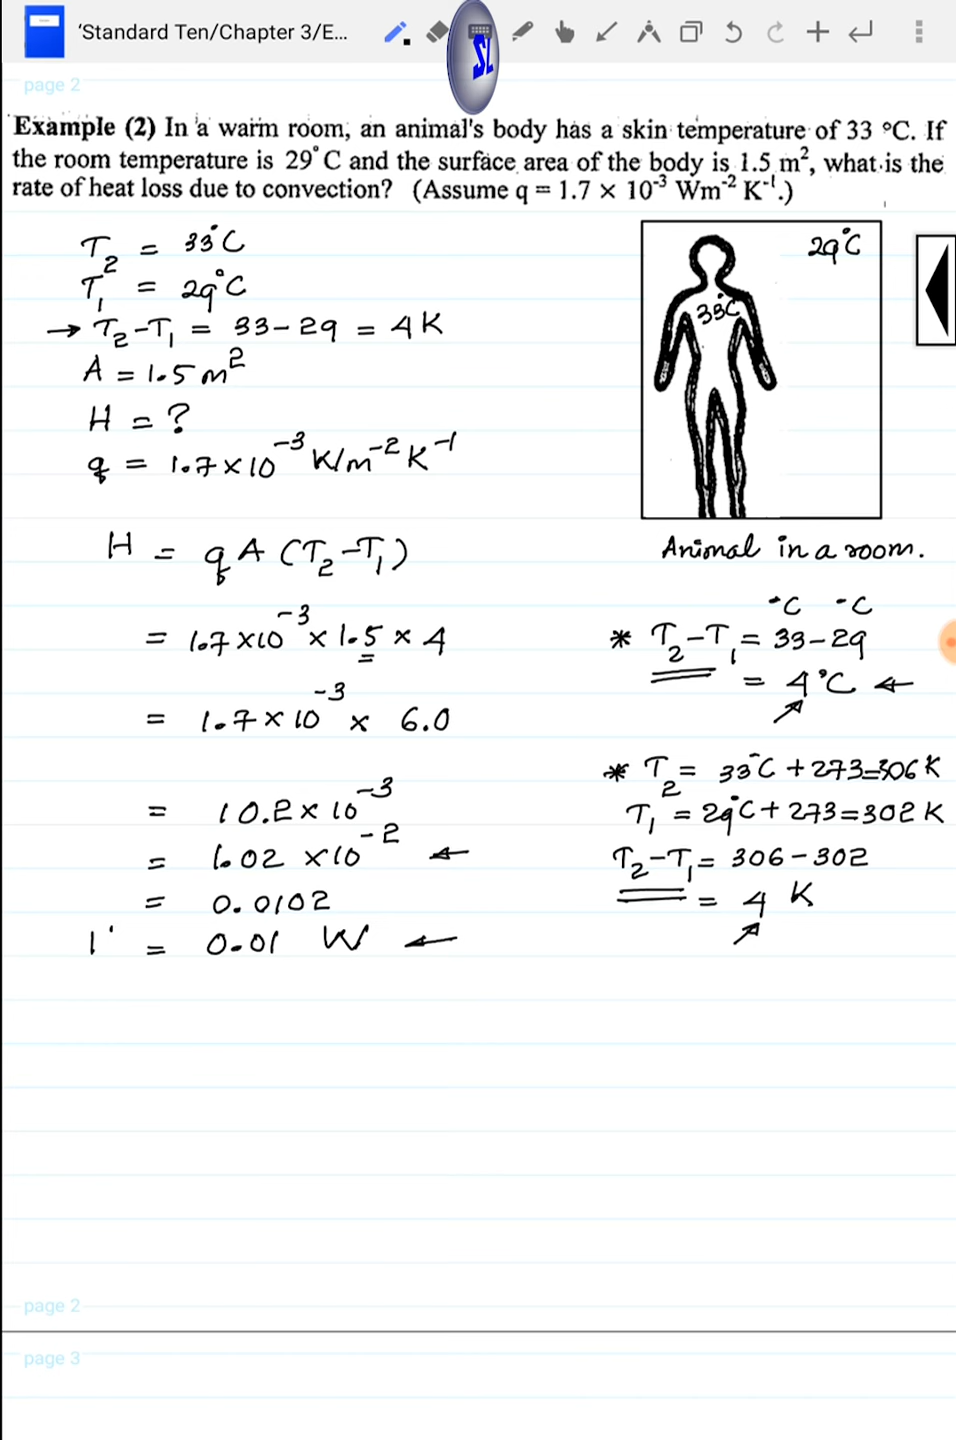 ‘Standard Ten/Chapter 3/E...
SL
page 2
Example (2) In a warm room, an animal's body has a skin temperature of 33 °C. If
the room temperature is 29°C and the surface area of the body is 1.5 m², what is the
rate of heat loss due to convection? (Assume q = 1.7 × 10⁻³ Wm⁻² K⁻¹.)
T₂ = 33°C
T₁ = 29°C
→ T₂-T₁ = 33-29 = 4K
A = 1.5m²
H = ?
q = 1.7×10⁻³ K/m⁻² K⁻¹
H = qA (T₂-T₁)
= 1.7×10⁻³ × 1.5 × 4
= 1.7×10⁻³ × 6.0
= 10.2×10⁻³
= 1.02 ×10⁻² ←
= 0.0102
1' = 0.01 W ←
29°C
33°C
Animal in a room.
°C °C
* T₂-T₁ = 33-29
= 4°C ←
* T₂ = 33°C +273=306K
T₁ = 29°C+273=302K
T₂-T₁ = 306-302
= 4 K
page 2
page 3